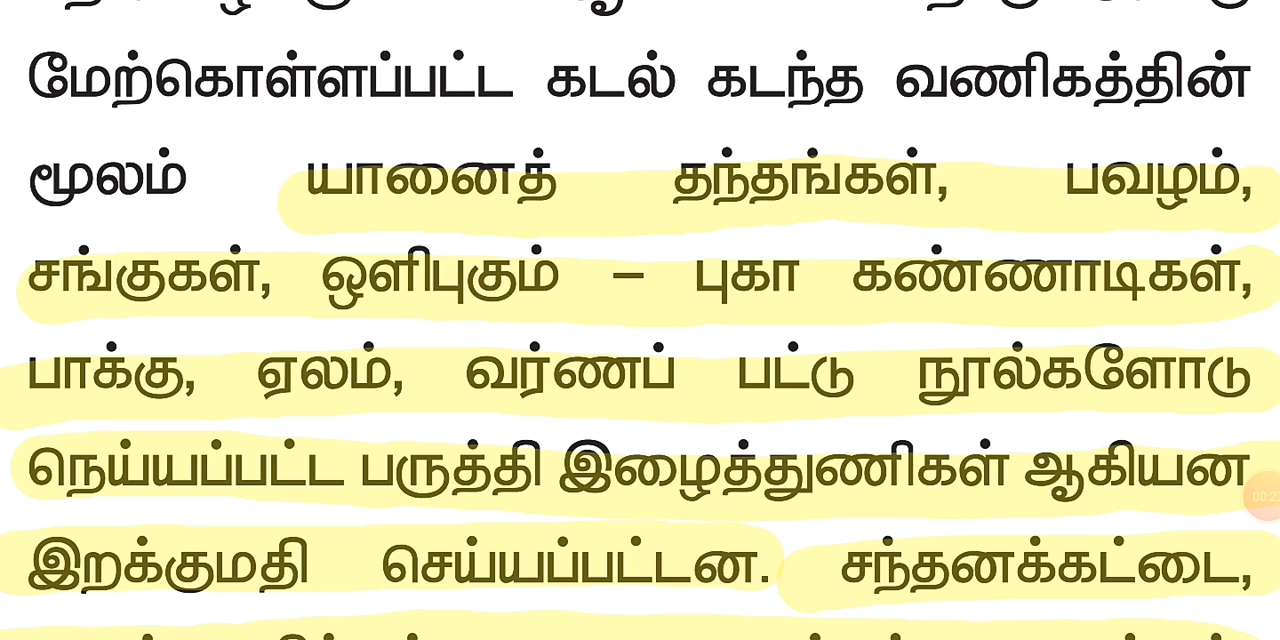 மேற்கொள்ளப்பட்ட கடல் கடந்த வணிகத்தின்
மூலம் யானைத் தந்தங்கள், பவழம்,
சங்குகள், ஒளிபுகும் – புகா கண்ணாடிகள்,
பாக்கு, ஏலம், வர்ணப் பட்டு நூல்களோடு
நெய்யப்பட்ட பருத்தி இழைத்துணிகள் ஆகியன
இறக்குமதி செய்யப்பட்டன. சந்தனக்கட்டை,